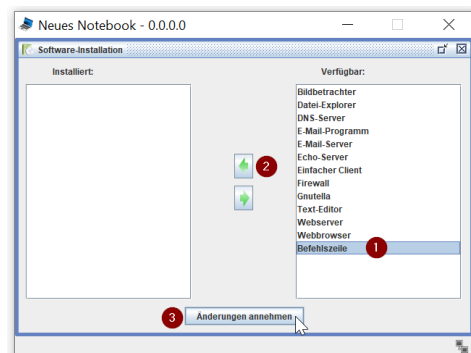 Neues Notebook - 0.0.0.0
Software-Installation
Installiert:
Verfügbar:
Bildbetrachter
Datei-Explorer
DNS-Server
E-Mail-Programm
E-Mail-Server
Echo-Server
Einfacher Client
Firewall
Gnutella
Text-Editor
Webserver
Webbrowser
Befehlszeile 1
2
3 Änderungen annehmen